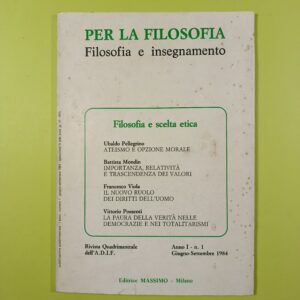 PER LA FILOSOFIA
Filosofia e insegnamento
Filosofia e scelta etica
Ubaldo Pellegrino
ATEISMO E OPZIONE MORALE
Battista Mondin
IMPORTANZA, RELATIVITÀ
E TRASCENDENZA DEI VALORI
Francesco Viola
IL NUOVO RUOLO
DEI DIRITTI DELL'UOMO
Vittorio Possenti
LA PAURA DELLA VERITÀ NELLE
DEMOCRAZIE E NEI TOTALITARISMI
Rivista Quadrimestrale
dell'A.D.I.F.
Anno I - n. 1
Giugno-Settembre 1984
Editrice MASSIMO - Milano